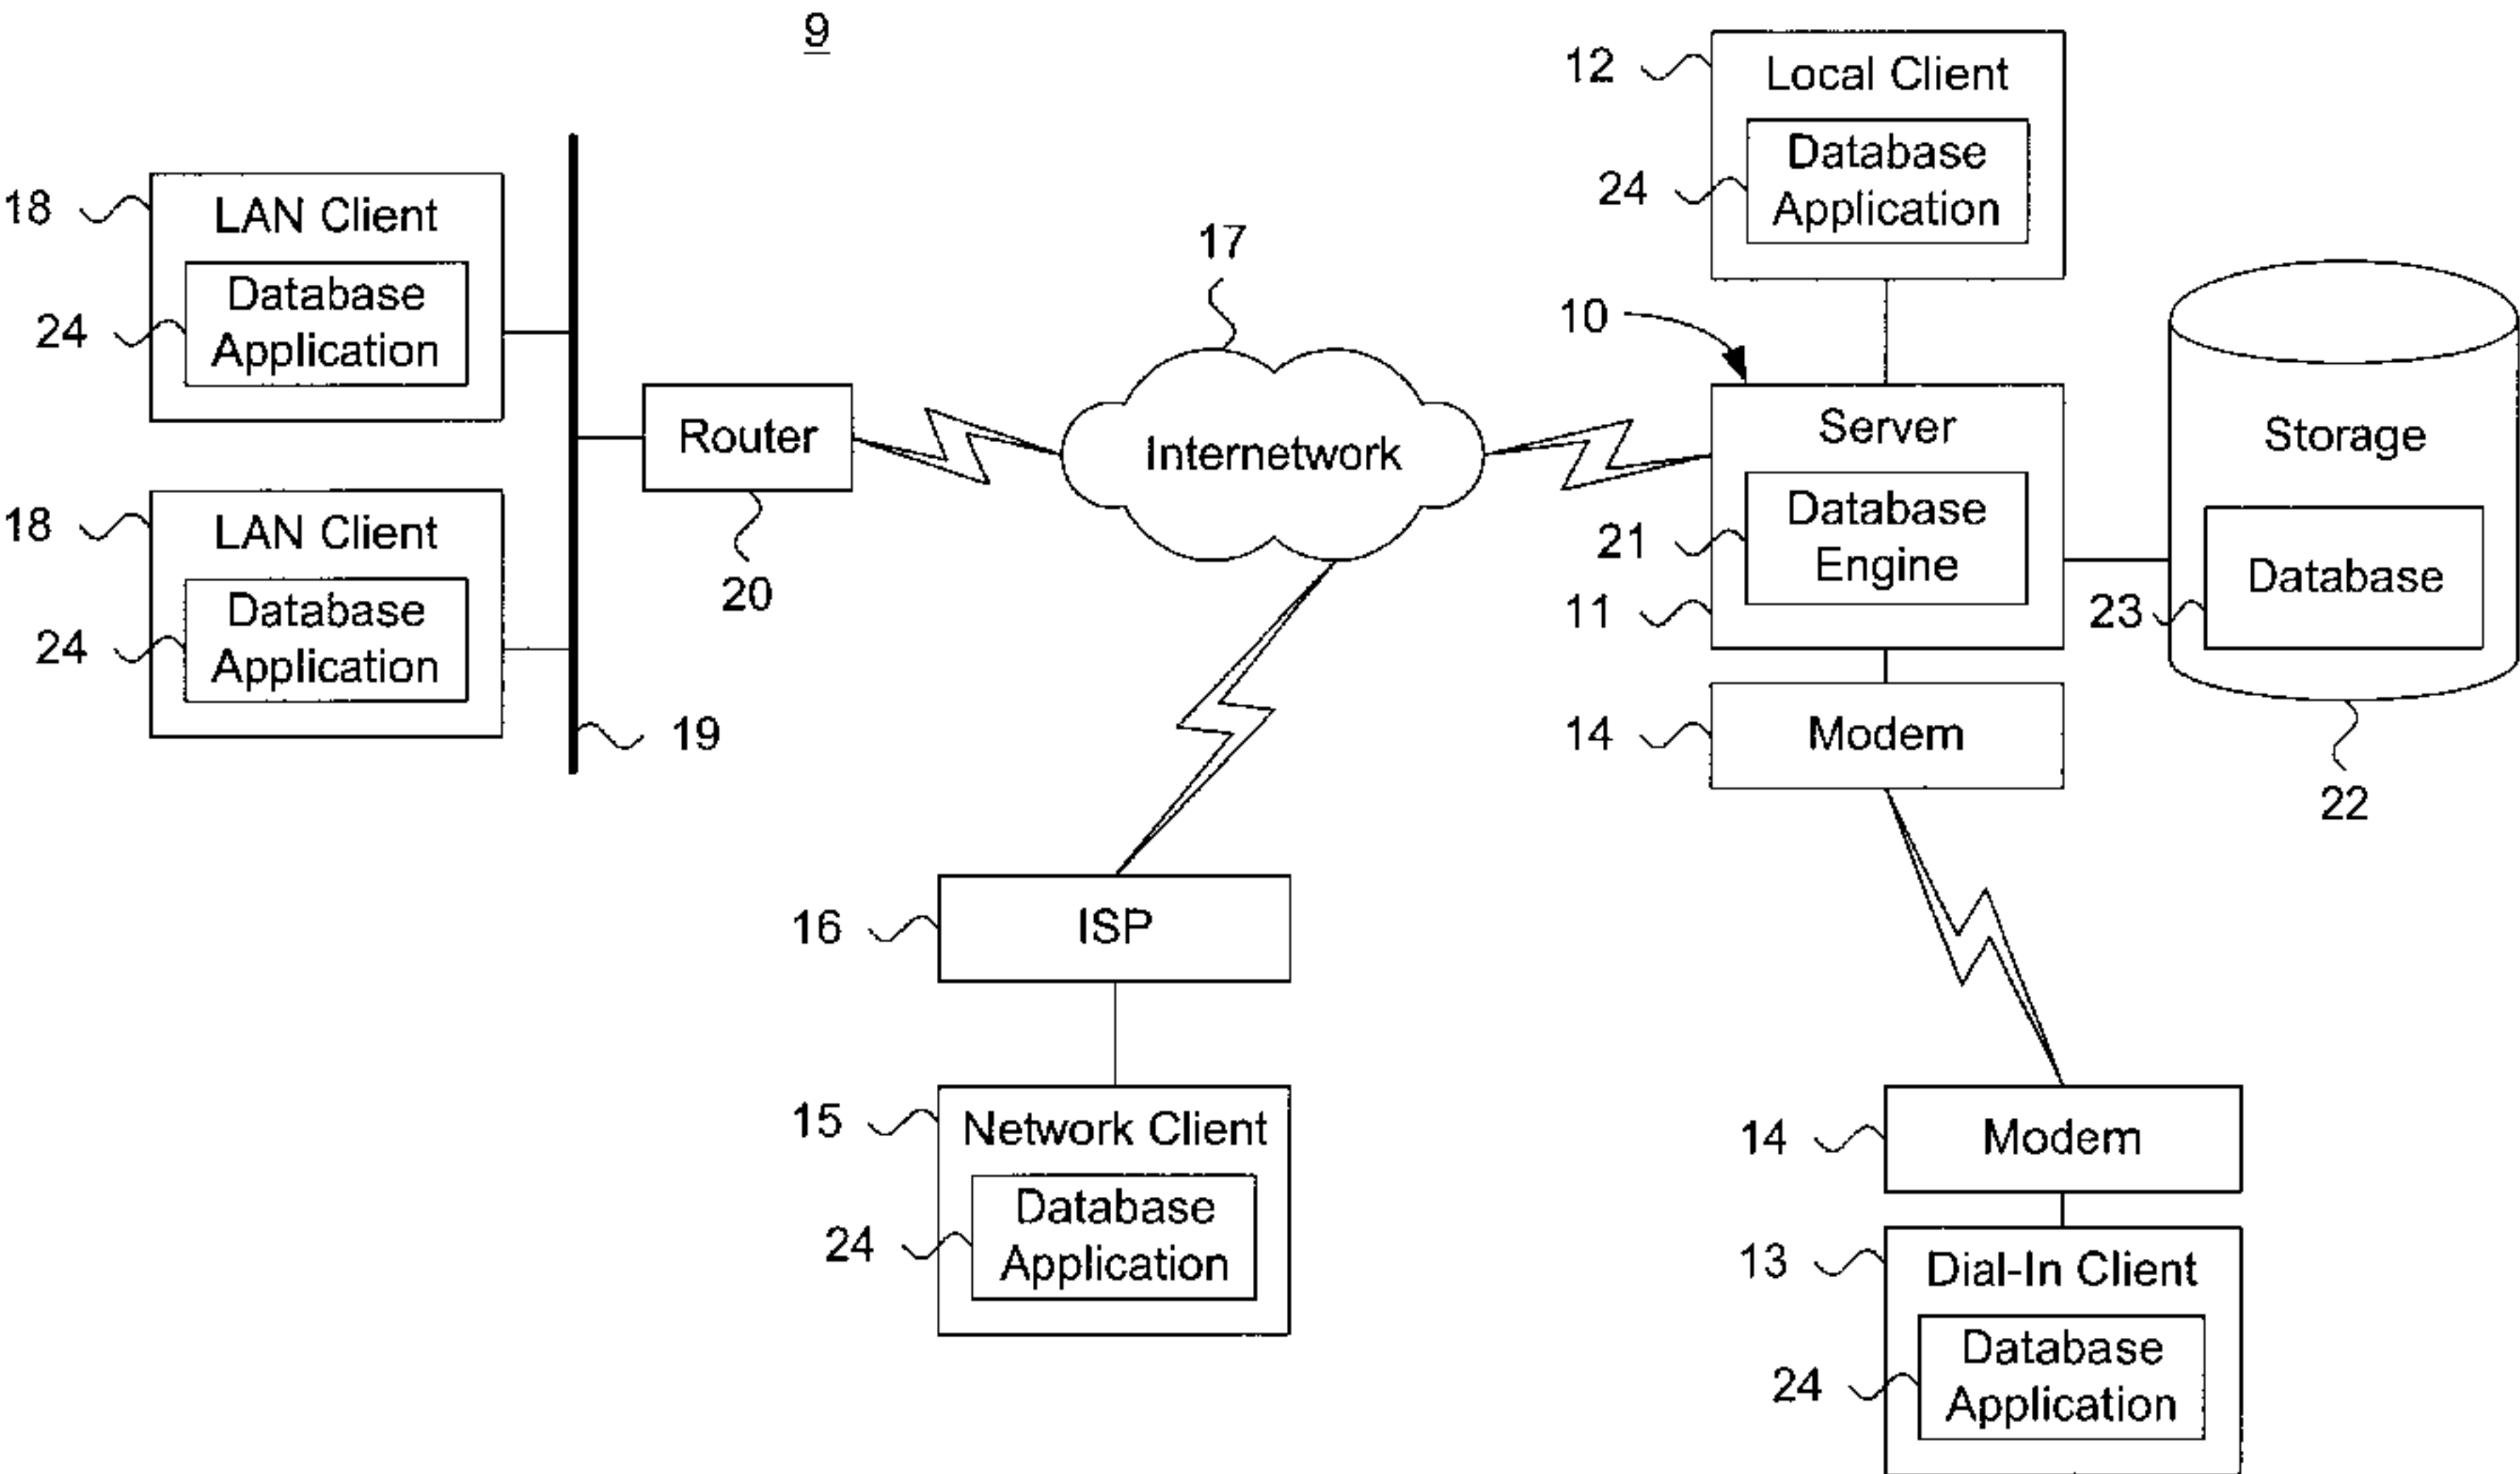 9
12
Local Client
24
Database
Application
18
LAN Client
24
Database
Application
17
10
Router
20
Internetwork
Server
21
Database
Engine
11
Storage
23
Database
22
18
LAN Client
24
Database
Application
19
14
Modem
16
ISP
15
Network Client
24
Database
Application
14
Modem
13
Dial-In Client
24
Database
Application